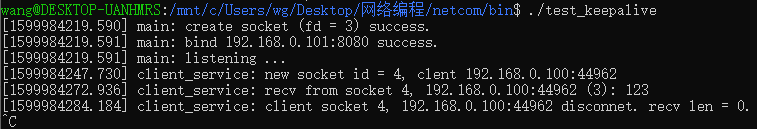 wang@DESKTOP-UANHMRS:/mnt/c/Users/wg/Desktop/网络编程/netcom/bin$ ./test_keepalive
[1599984219.590] main: create socket (fd = 3) success.
[1599984219.591] main: bind 192.168.0.101:8080 success.
[1599984219.591] main: listening ...
[1599984247.730] client_service: new socket id = 4, clent 192.168.0.100:44962
[1599984272.936] client_service: recv from socket 4, 192.168.0.100:44962 (3): 123
[1599984284.184] client_service: client socket 4, 192.168.0.100:44962 disconnet. recv len = 0.
^C